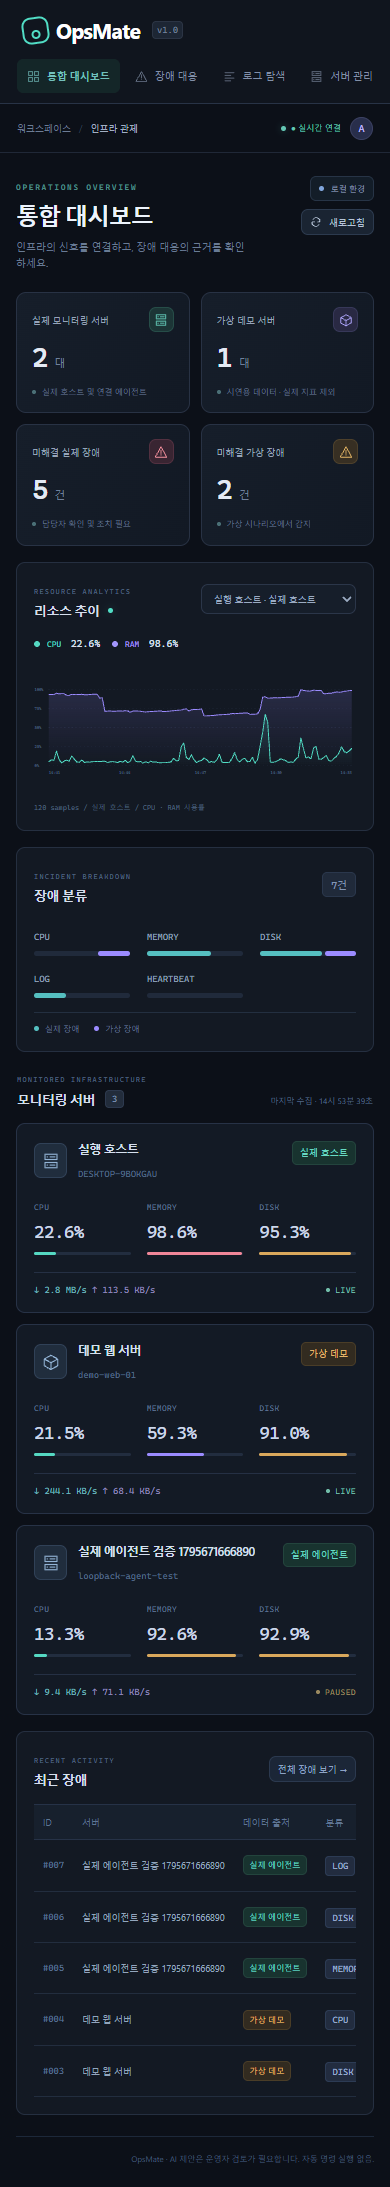 OpsMate v1.0
통합 대시보드 장애 대응 로그 탐색 서버 관리
워크스페이스 / 인프라 관제 ● 실시간 연결 A
OPERATIONS OVERVIEW
로컬 환경
통합 대시보드
새로고침
인프라의 신호를 연결하고, 장애 대응의 근거를 확인
하세요.
실제 모니터링 서버
2 대
실제 호스트 및 연결 에이전트
가상 데모 서버
1 대
시연용 데이터 · 실제 지표 제외
미해결 실제 장애
5 건
담당자 확인 및 조치 필요
미해결 가상 장애
2 건
가상 시나리오에서 감지
RESOURCE ANALYTICS
리소스 추이
실행 호스트 · 실제 호스트
CPU 22.6% RAM 98.6%
100%
120 samples / 실제 호스트 / CPU · RAM 사용률
INCIDENT BREAKDOWN
장애 분류
7건
CPU MEMORY DISK
LOG HEARTBEAT
실제 장애 가상 장애
MONITORED INFRASTRUCTURE
모니터링 서버 3
마지막 수집 · 14시 53분 39초
실행 호스트
DESKTOP-98OKGAU
실제 호스트
CPU MEMORY DISK
22.6% 98.6% 95.3%
↓ 2.8 MB/s ↑ 113.5 KB/s LIVE
데모 웹 서버
demo-web-01
가상 데모
CPU MEMORY DISK
21.5% 59.3% 91.0%
↓ 244.1 KB/s ↑ 68.4 KB/s LIVE
실제 에이전트 검증 1795671666890
loopback-agent-test
실제 에이전트
CPU MEMORY DISK
13.3% 92.6% 92.9%
↓ 9.4 KB/s ↑ 71.1 KB/s PAUSED
RECENT ACTIVITY
최근 장애
전체 장애 보기 →
ID 서버 데이터 출처 분류
#007 실제 에이전트 검증 1795671666890 실제 에이전트 LOG
#006 실제 에이전트 검증 1795671666890 실제 에이전트 DISK
#005 실제 에이전트 검증 1795671666890 실제 에이전트 MEMOR
#004 데모 웹 서버 가상 데모 CPU
#003 데모 웹 서버 가상 데모 DISK
OpsMate · AI 제안은 운영자 검토가 필요합니다. 자동 명령 실행 없음.